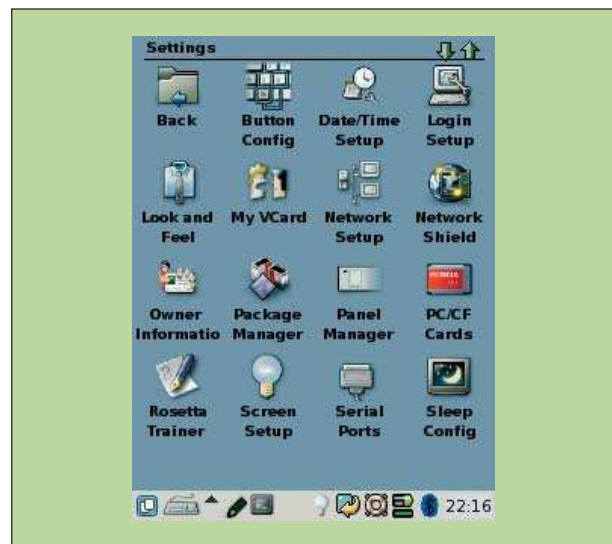 Settings
Back
Button Config
Date/Time Setup
Login Setup
Look and Feel
My VCard
Network Setup
Network Shield
Owner Informatio
Package Manager
Panel Manager
PC/CF Cards
Rosetta Trainer
Screen Setup
Serial Ports
Sleep Config
22:16